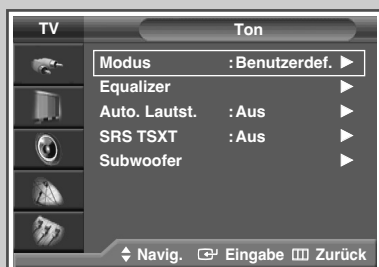 TV Ton
Modus : Benutzerdef. ►
Equalizer ►
Auto. Lautst. : Aus ►
SRS TSXT : Aus ►
Subwoofer ►
Navig. Eingabe Zurück